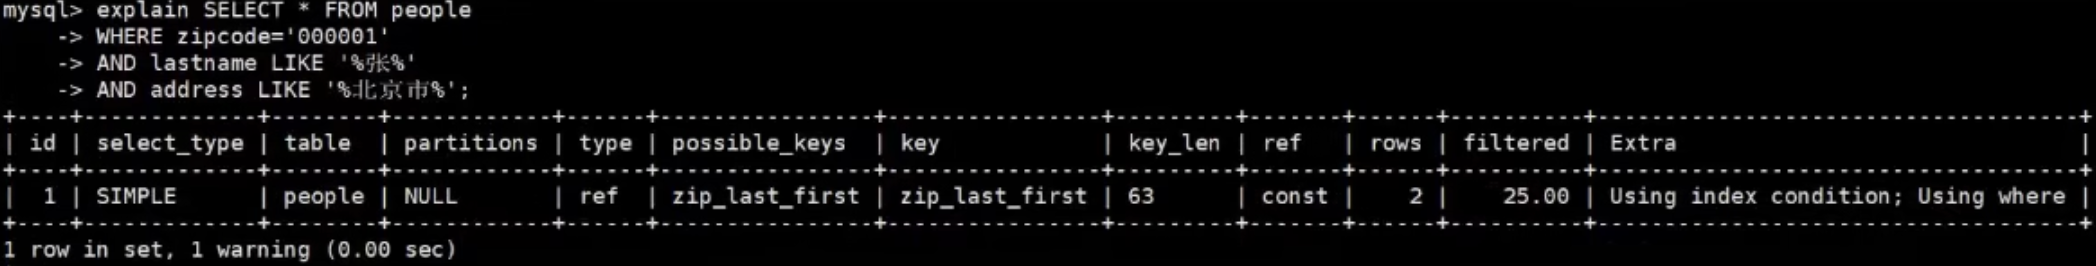 mysql> explain SELECT * FROM people
    -> WHERE zipcode='000001'
    -> AND lastname LIKE '%张%'
    -> AND address LIKE '%北京市%';
+----+-------------+--------+------------+------+----------------+----------------+---------+-------+------+----------+------------------------------------+
| id | select_type | table  | partitions | type | possible_keys  | key            | key_len | ref   | rows | filtered | Extra                              |
+----+-------------+--------+------------+------+----------------+----------------+---------+-------+------+----------+------------------------------------+
|  1 | SIMPLE      | people | NULL       | ref  | zip_last_first | zip_last_first | 63      | const |    2 |    25.00 | Using index condition; Using where |
+----+-------------+--------+------------+------+----------------+----------------+---------+-------+------+----------+------------------------------------+
1 row in set, 1 warning (0.00 sec)